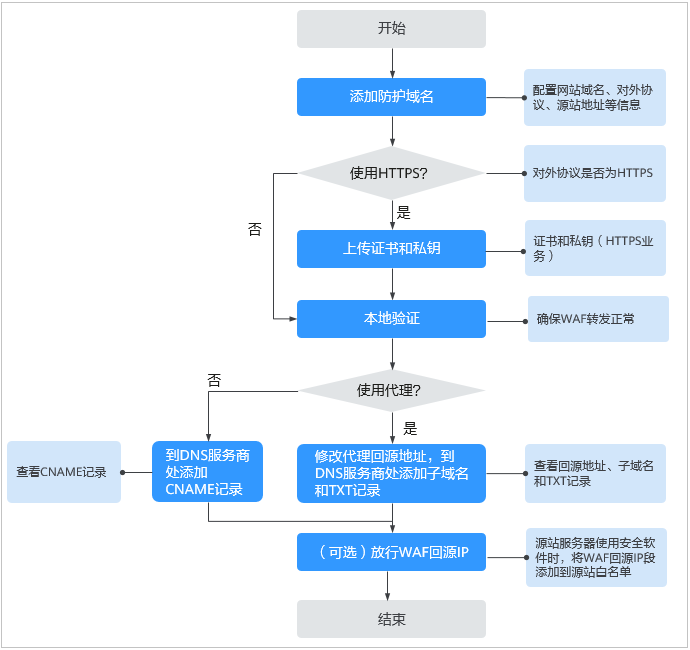 开始
添加防护域名
配置网站域名、对外协
议、源站地址等信息
使用HTTPS?
对外协议是否为HTTPS
否
是
上传证书和私钥
证书和私钥（HTTPS业
务）
本地验证
确保WAF转发正常
使用代理?
否
是
查看CNAME记录
到DNS服务商
处添加
CNAME记录
修改代理回源地址，到
DNS服务商处添加子域名
和TXT记录
查看回源地址、子域名
和TXT记录
（可选）放行WAF回源IP
源站服务器使用安全软
件时，将WAF回源IP段
添加到源站白名单
结束